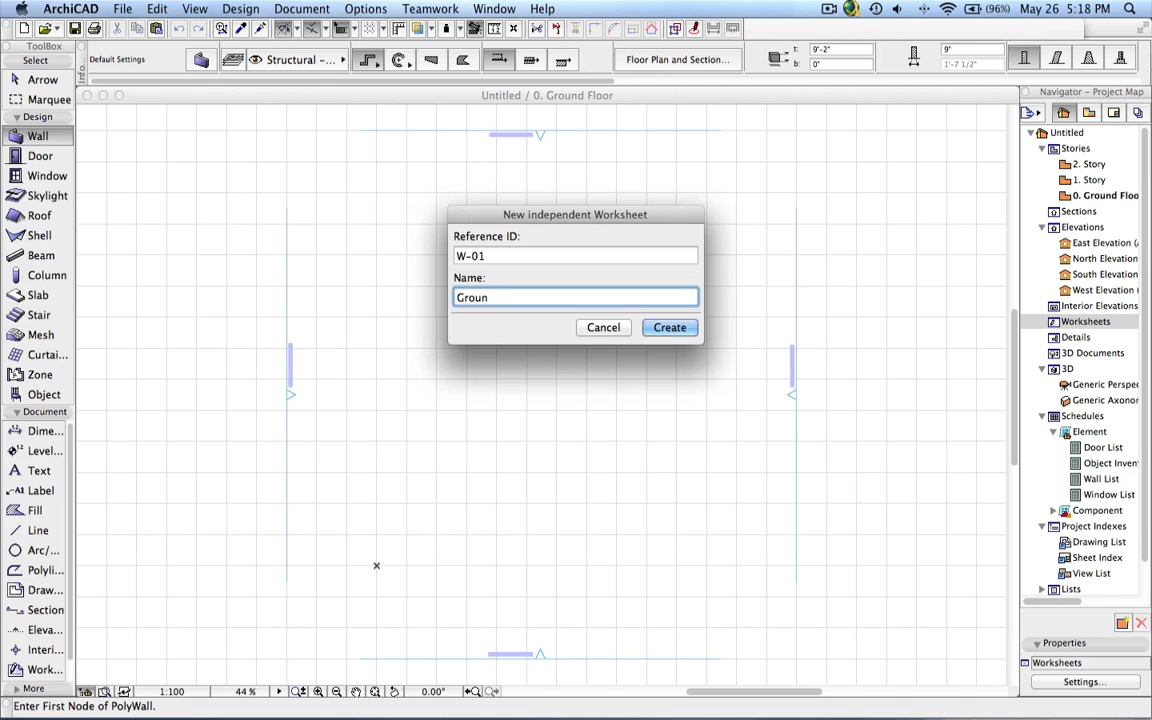 ArchiCAD File Edit View Design Document Options Teamwork Window Help (96%) May 26 5:18 PM
ToolBox
Select
Arrow
Marquee
Design
Wall
Door
Window
Skylight
Roof
Shell
Beam
Column
Slab
Stair
Mesh
Curtai...
Zone
Object
Document
Dime...
Level...
Text
Label
Fill
Line
Arc/...
Polyli...
Draw...
Section
Eleva...
Interi...
Work...
More
Info
Default Settings
Structural -...
Floor Plan and Section...
t: 9'-2"
b: 0"
9"
1'-7 1/2"
Untitled / 0. Ground Floor
New independent Worksheet
Reference ID:
W-01
Name:
Groun
Cancel Create
Navigator - Project Map
Untitled
Stories
2. Story
1. Story
0. Ground Floo
Sections
Elevations
East Elevation (
North Elevation
South Elevation
West Elevation
Interior Elevations
Worksheets
Details
3D Documents
3D
Generic Perspe
Generic Axonor
Schedules
Element
Door List
Object Inven
Wall List
Window List
Component
Project Indexes
Drawing List
Sheet Index
View List
Lists
Properties
Worksheets
Settings...
1:100 44 % 0.00°
Enter First Node of PolyWall.